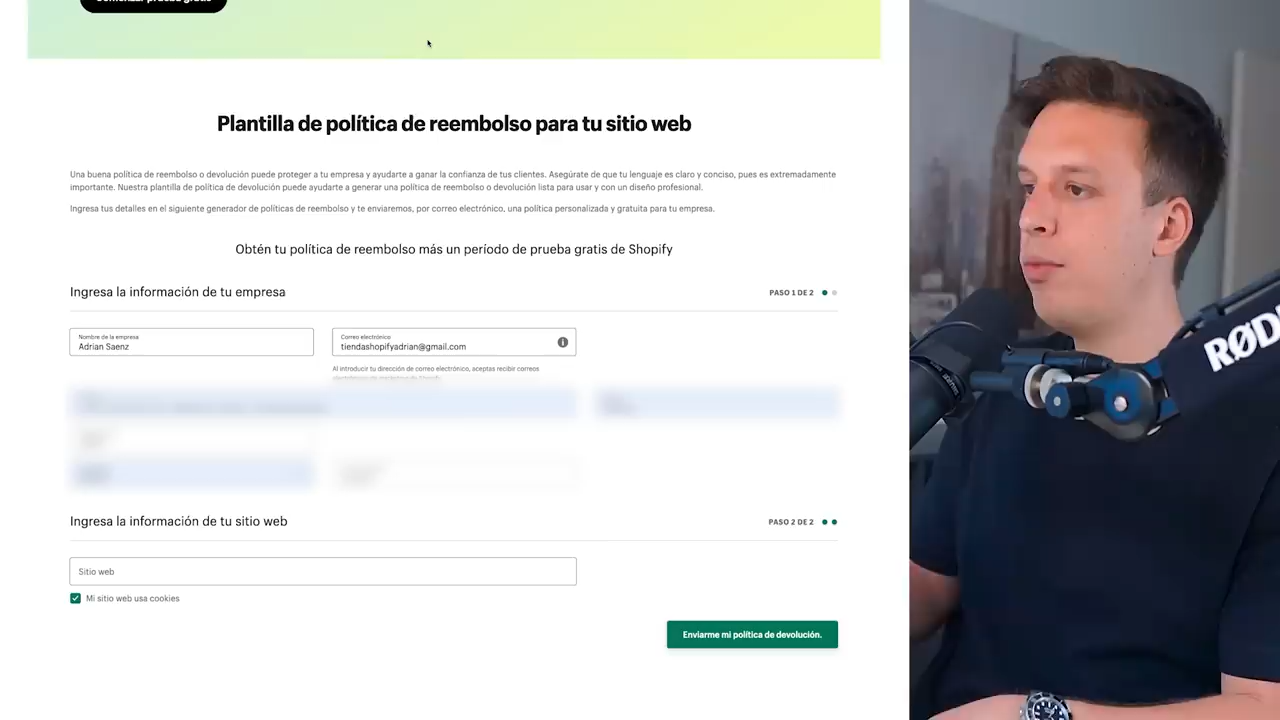 Comenzar prueba gratis
Plantilla de política de reembolso para tu sitio web
Una buena política de reembolso o devolución puede proteger a tu empresa y ayudarte a ganar la confianza de tus clientes. Asegúrate de que tu lenguaje es claro y conciso, pues es extremadamente
importante. Nuestra plantilla de política de devolución puede ayudarte a generar una política de reembolso o devolución lista para usar y con un diseño profesional.
Ingresa tus detalles en el siguiente generador de políticas de reembolso y te enviaremos, por correo electrónico, una política personalizada y gratuita para tu empresa.
Obtén tu política de reembolso más un período de prueba gratis de Shopify
Ingresa la información de tu empresa
PASO 1 DE 2
Nombre de la empresa
Adrian Saenz
Correo electrónico
tiendashopifyadrian@gmail.com
Al introducir tu dirección de correo electrónico, aceptas recibir correos
Ingresa la información de tu sitio web
PASO 2 DE 2
Sitio web
Mi sitio web usa cookies
Enviarme mi política de devolución.
RØD